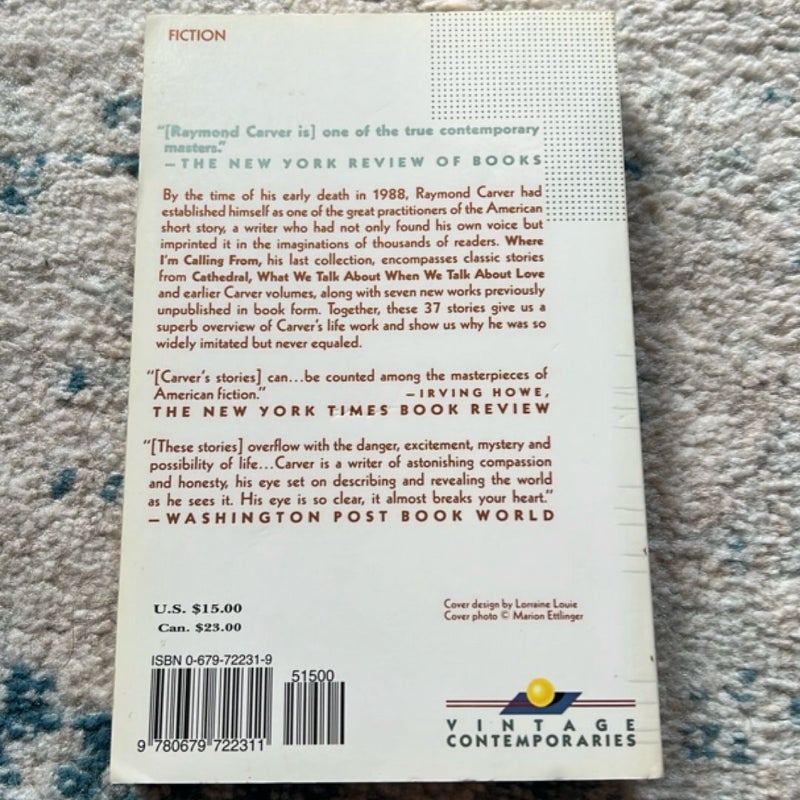 FICTION
"[Raymond Carver is] one of the true contemporary
masters."
—THE NEW YORK REVIEW OF BOOKS
By the time of his early death in 1988, Raymond Carver had
established himself as one of the great practitioners of the American
short story, a writer who had not only found his own voice but
imprinted it in the imaginations of thousands of readers. Where
I'm Calling From, his last collection, encompasses classic stories
from Cathedral, What We Talk About When We Talk About Love
and earlier Carver volumes, along with seven new works previously
unpublished in book form. Together, these 37 stories give us a
superb overview of Carver's life work and show us why he was so
widely imitated but never equaled.
"[Carver's stories] can...be counted among the masterpieces of
American fiction." —IRVING HOWE,
THE NEW YORK TIMES BOOK REVIEW
"[These stories] overflow with the danger, excitement, mystery and
possibility of life...Carver is a writer of astonishing compassion
and honesty, his eye set on describing and revealing the world
as he sees it. His eye is so clear, it almost breaks your heart."
—WASHINGTON POST BOOK WORLD
U.S. $15.00
Can. $23.00
Cover design by Lorraine Louie
Cover photo © Marion Ettlinger
ISBN 0-679-72231-9
51500
9 780679 722311
VINTAGE
CONTEMPORARIES